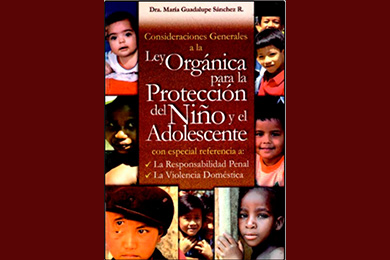 Dra. María Guadalupe Sánchez R.
Consideraciones Generales
a la
Ley Orgánica
para la
Protección
del Niño y el
Adolescente
con especial referencia a:
✓ La Responsabilidad Penal
✓ La Violencia Doméstica